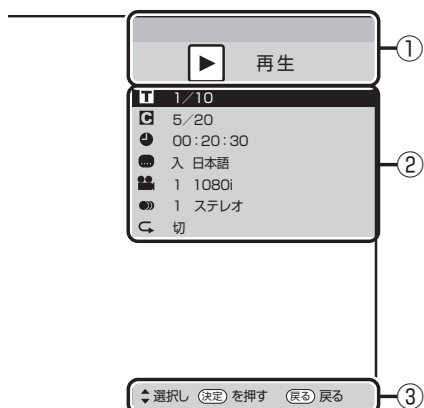 再生
①
T 1/10
C 5/20
00:20:30
②
入 日本語
1 1080i
1 ステレオ
切
選択し 決定 を押す 戻る 戻る
③